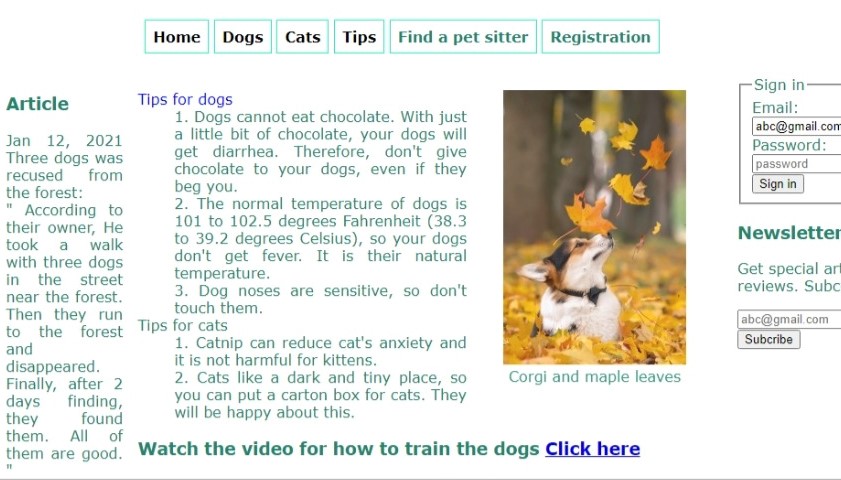 Home Dogs Cats Tips Find a pet sitter Registration
Article
Jan 12, 2021
Three dogs was
recused from
the forest:
" According to
their owner, He
took a walk
with three dogs
in the street
near the forest.
Then they run
to the forest
and
disappeared.
Finally, after 2
days finding,
they found
them. All of
them are good.
"
Tips for dogs
1. Dogs cannot eat chocolate. With just
a little bit of chocolate, your dogs will
get diarrhea. Therefore, don't give
chocolate to your dogs, even if they
beg you.
2. The normal temperature of dogs is
101 to 102.5 degrees Fahrenheit (38.3
to 39.2 degrees Celsius), so your dogs
don't get fever. It is their natural
temperature.
3. Dog noses are sensitive, so don't
touch them.
Tips for cats
1. Catnip can reduce cat's anxiety and
it is not harmful for kittens.
2. Cats like a dark and tiny place, so
you can put a carton box for cats. They
will be happy about this.
Watch the video for how to train the dogs Click here
Corgi and maple leaves
Sign in
Email:
abc@gmail.com
Password:
password
Sign in
Newsletter
Get special
reviews.
abc@gmail.com
Subcribe